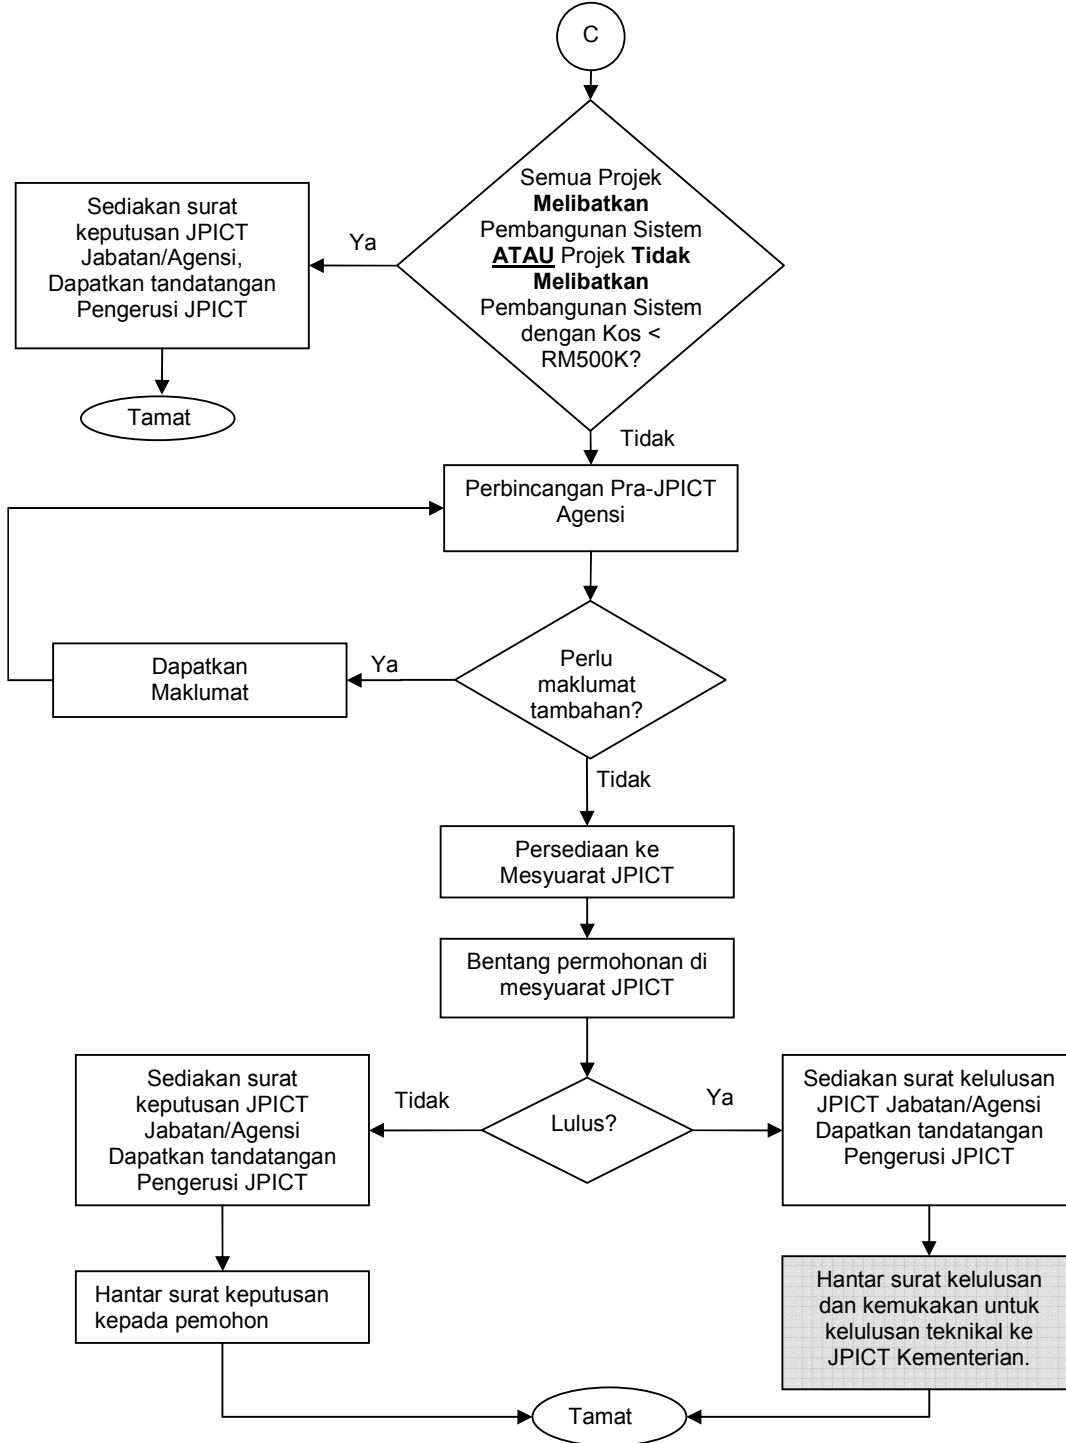 C
Semua Projek
Melibatkan
Pembangunan Sistem
ATAU Projek Tidak
Melibatkan
Pembangunan Sistem
dengan Kos <
RM500K?
Ya
Sediakan surat
keputusan JPICT
Jabatan/Agensi,
Dapatkan tandatangan
Pengerusi JPICT
Tamat
Tidak
Perbincangan Pra-JPICT
Agensi
Perlu
maklumat
tambahan?
Ya
Dapatkan
Maklumat
Tidak
Persediaan ke
Mesyuarat JPICT
Bentang permohonan di
mesyuarat JPICT
Lulus?
Tidak
Sediakan surat
keputusan JPICT
Jabatan/Agensi
Dapatkan tandatangan
Pengerusi JPICT
Ya
Sediakan surat kelulusan
JPICT Jabatan/Agensi
Dapatkan tandatangan
Pengerusi JPICT
Hantar surat keputusan
kepada pemohon
Hantar surat kelulusan
dan kemukakan untuk
kelulusan teknikal ke
JPICT Kementerian.
Tamat